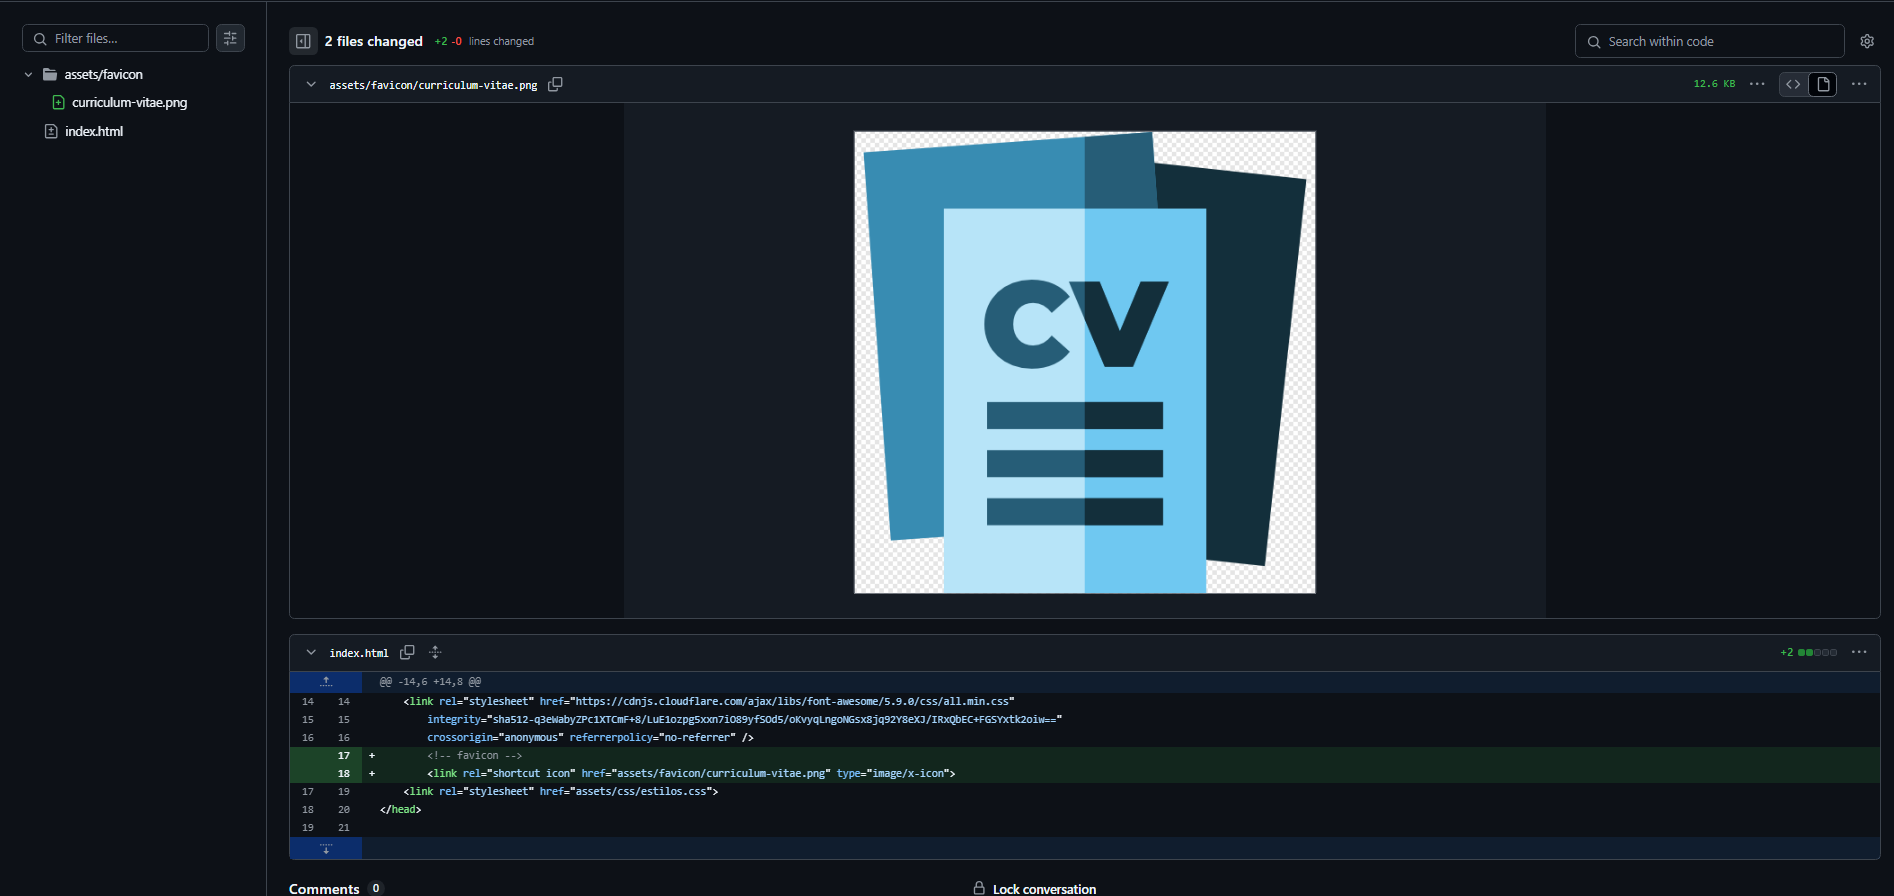 Filter files...
assets/favicon
curriculum-vitae.png
index.html
2 files changed +2 -0 lines changed
Search within code
assets/favicon/curriculum-vitae.png
12.6 KB
CV
index.html
+2
@@ -14,6 +14,8 @@
14 14 <link rel="stylesheet" href="https://cdnjs.cloudflare.com/ajax/libs/font-awesome/5.9.0/css/all.min.css"
15 15 integrity="sha512-q3eWabyZPc1XTCmF+8/LuE1ozpg5xxn7iO89yfSOd5/oKvyqLngoNGsx8jq92Y8eXJ/IRxQbEC+FGSYxtk2oiw=="
16 16 crossorigin="anonymous" referrerpolicy="no-referrer" />
17 + <!-- favicon -->
18 + <link rel="shortcut icon" href="assets/favicon/curriculum-vitae.png" type="image/x-icon">
17 19 <link rel="stylesheet" href="assets/css/estilos.css">
18 20 </head>
19 21
Comments 0
Lock conversation